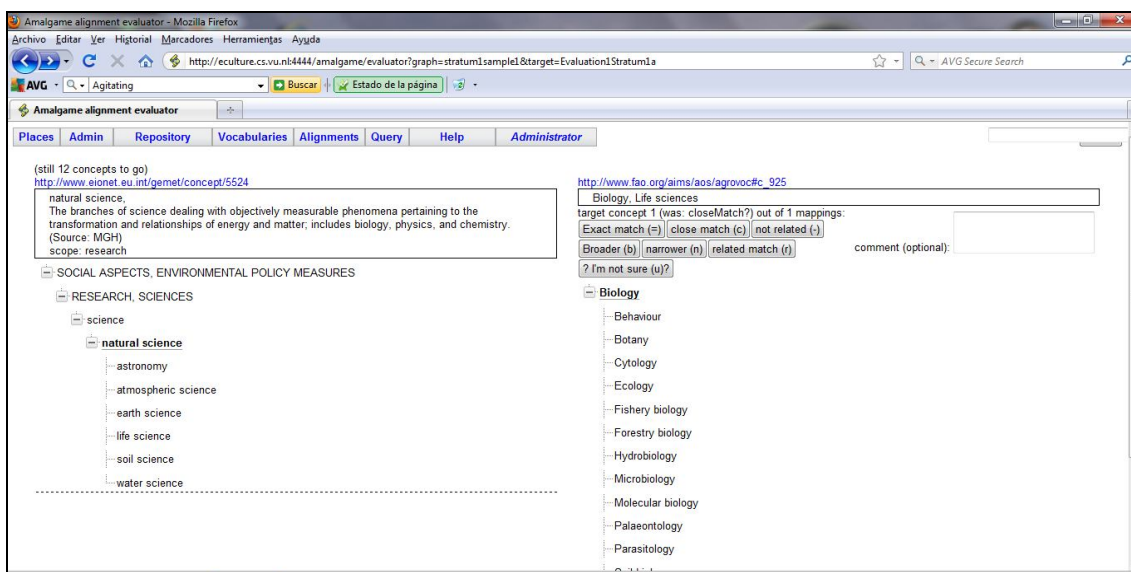 Amalgame alignment evaluator - Mozilla Firefox
Archivo Editar Ver Historial Marcadores Herramientas Ayuda
http://eculture.cs.vu.nl:4444/amalgame/evaluator?graph=stratum1sample1&target=Evaluation1Stratum1a
AVG Secure Search
AVG Agitating Buscar Estado de la página
Amalgame alignment evaluator
Places Admin Repository Vocabularies Alignments Query Help Administrator
(still 12 concepts to go)
http://www.eionet.eu.int/gemet/concept/5524
natural science,
The branches of science dealing with objectively measurable phenomena pertaining to the
transformation and relationships of energy and matter; includes biology, physics, and chemistry.
(Source: MGH)
scope: research
SOCIAL ASPECTS, ENVIRONMENTAL POLICY MEASURES
RESEARCH, SCIENCES
science
natural science
astronomy
atmospheric science
earth science
life science
soil science
water science
http://www.fao.org/aims/aos/agrovoc#c_925
Biology, Life sciences
target concept 1 (was: closeMatch?) out of 1 mappings:
Exact match (=) close match (c) not related (-)
Broader (b) narrower (n) related match (r)
comment (optional):
? I'm not sure (u)?
Biology
Behaviour
Botany
Cytology
Ecology
Fishery biology
Forestry biology
Hydrobiology
Microbiology
Molecular biology
Palaeontology
Parasitology